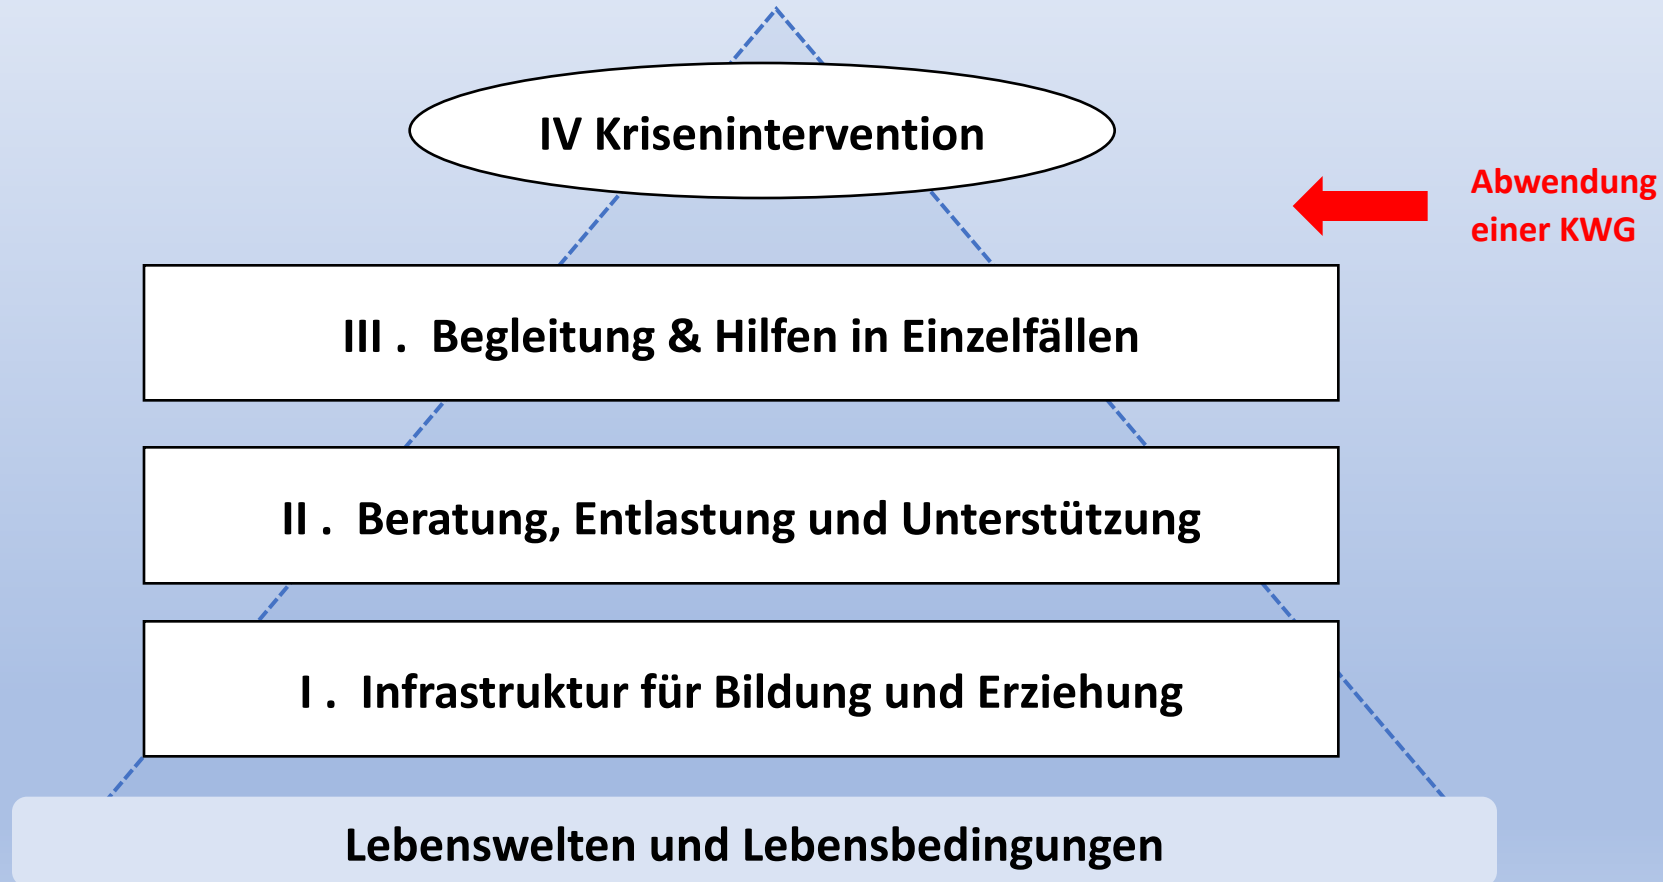 IV Krisenintervention
Abwendung
einer KWG
III . Begleitung & Hilfen in Einzelfällen
II . Beratung, Entlastung und Unterstützung
I . Infrastruktur für Bildung und Erziehung
Lebenswelten und Lebensbedingungen